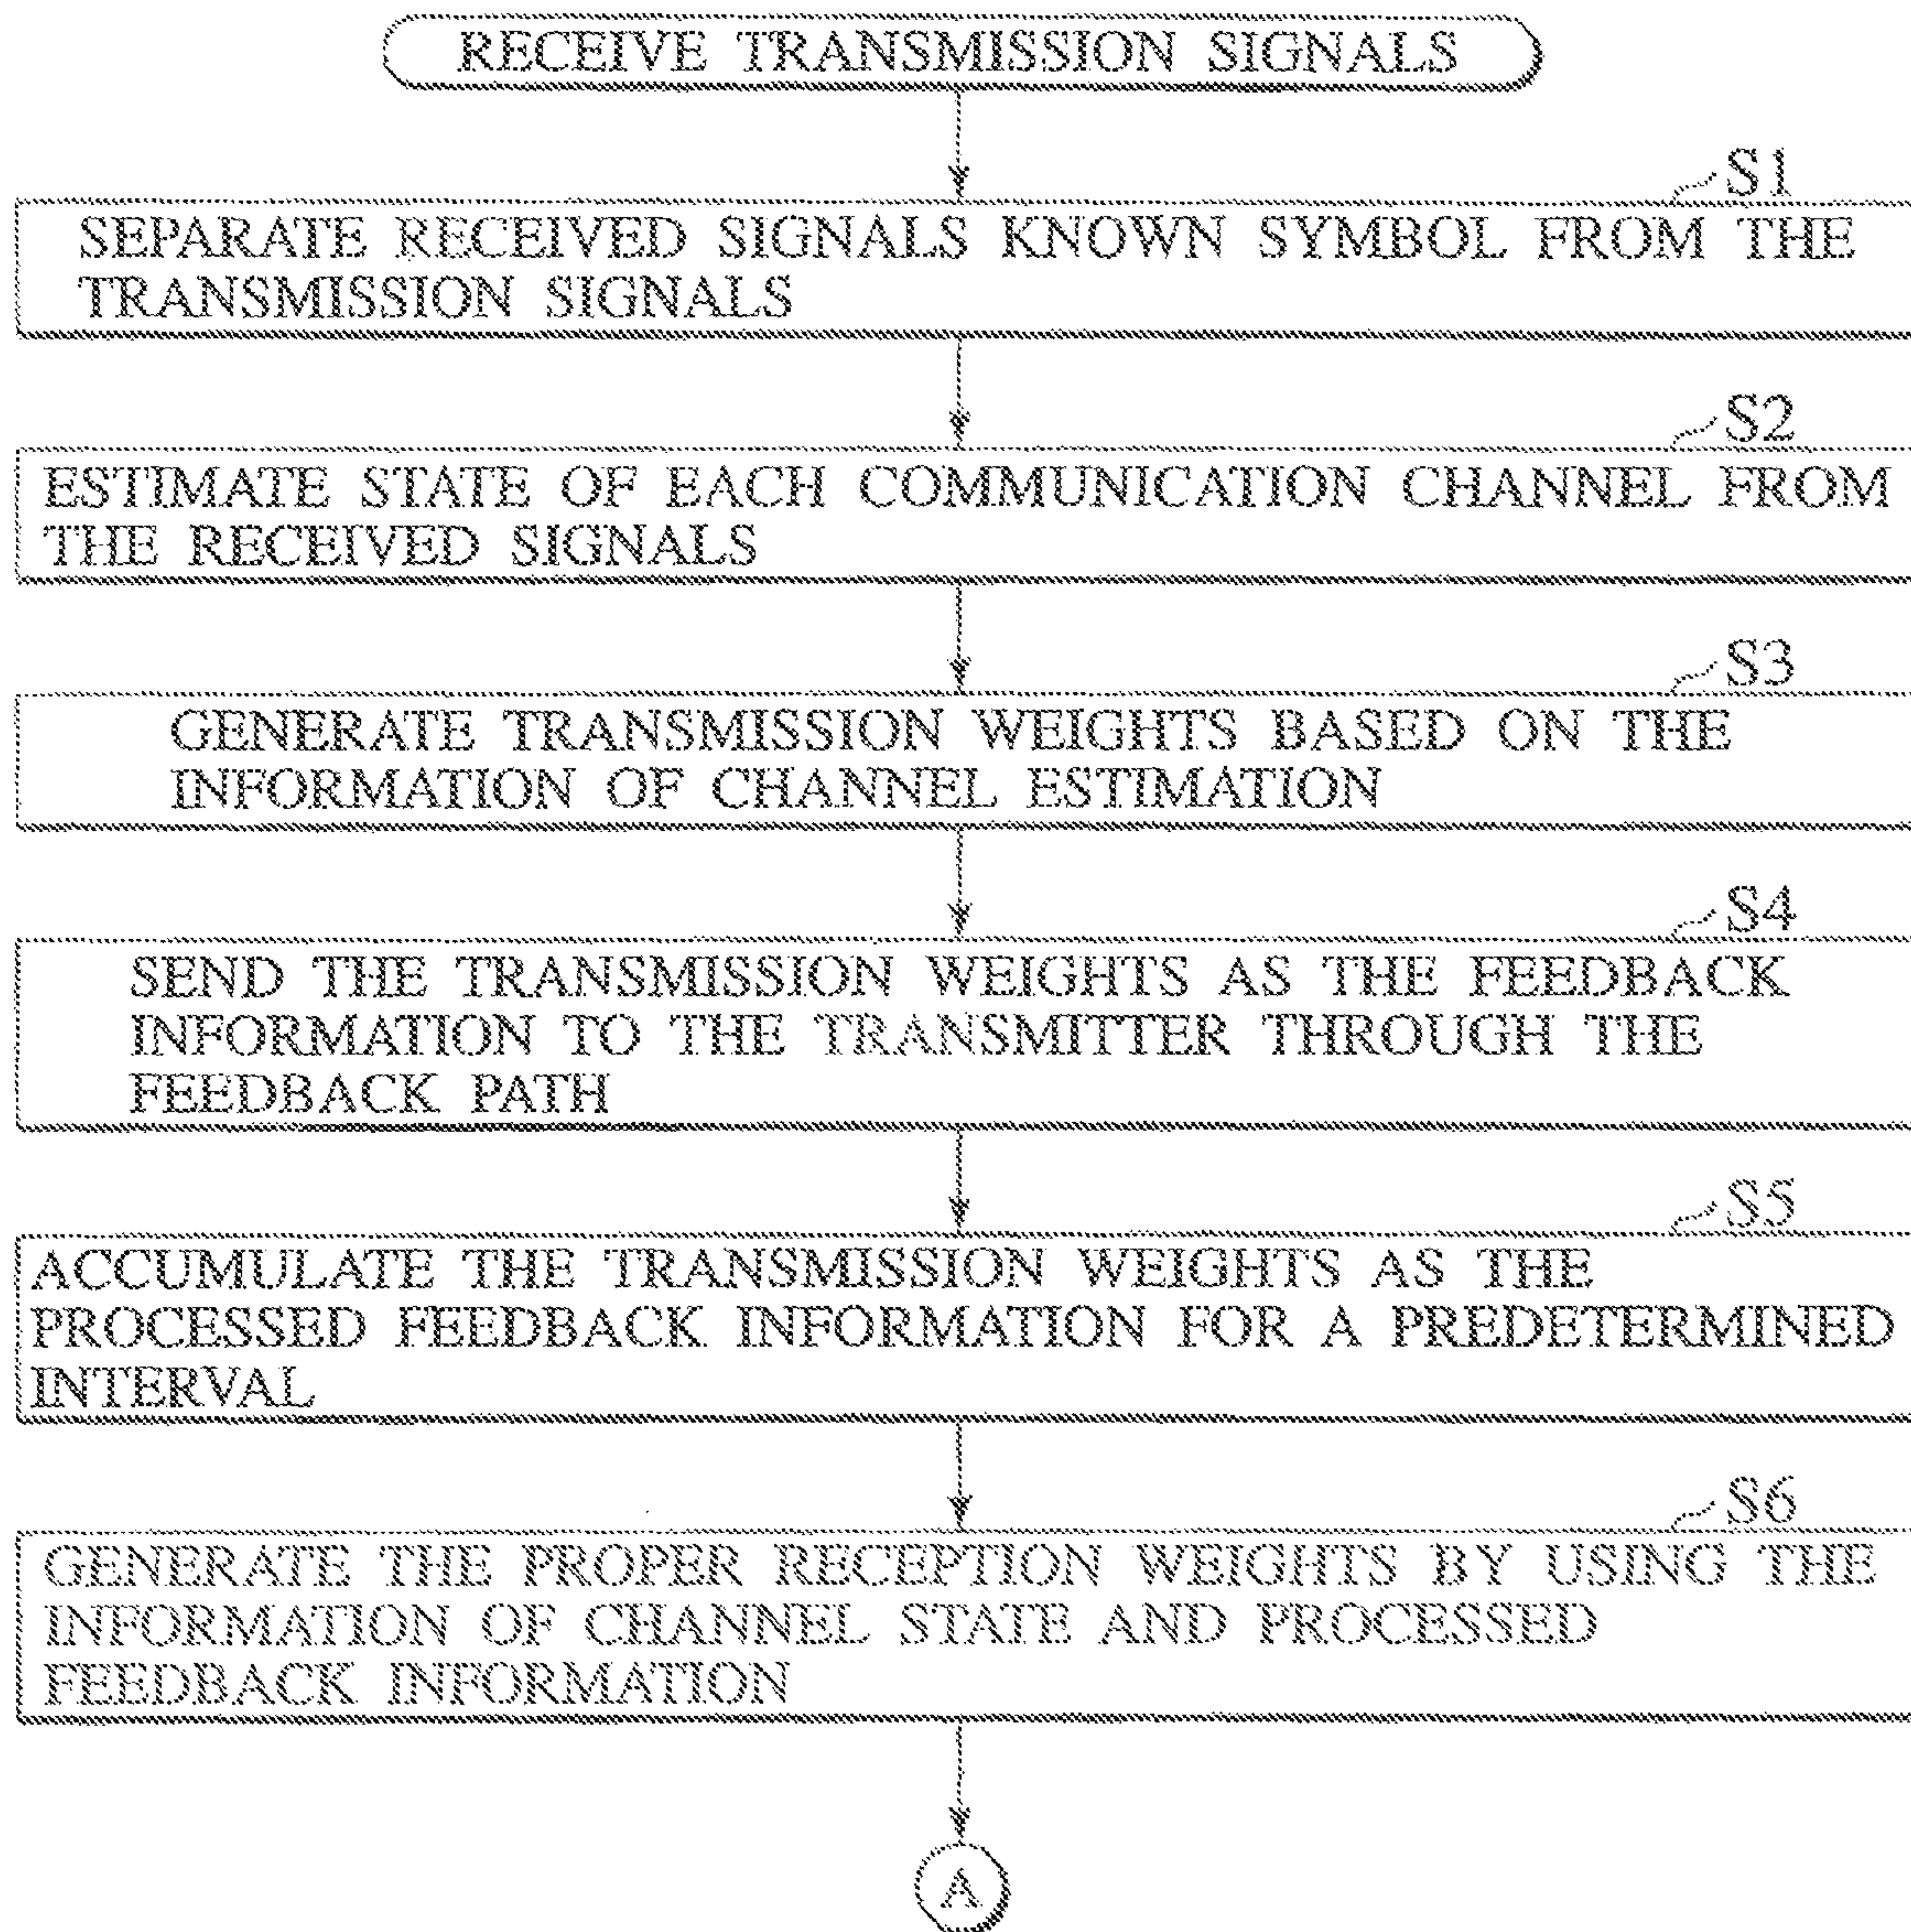 RECEIVE TRANSMISSION SIGNALS
S1
SEPARATE RECEIVED SIGNALS KNOWN SYMBOL FROM THE
TRANSMISSION SIGNALS
S2
ESTIMATE STATE OF EACH COMMUNICATION CHANNEL FROM
THE RECEIVED SIGNALS
S3
GENERATE TRANSMISSION WEIGHTS BASED ON THE
INFORMATION OF CHANNEL ESTIMATION
S4
SEND THE TRANSMISSION WEIGHTS AS THE FEEDBACK
INFORMATION TO THE TRANSMITTER THROUGH THE
FEEDBACK PATH
S5
ACCUMULATE THE TRANSMISSION WEIGHTS AS THE
PROCESSED FEEDBACK INFORMATION FOR A PREDETERMINED
INTERVAL
S6
GENERATE THE PROPER RECEPTION WEIGHTS BY USING THE
INFORMATION OF CHANNEL STATE AND PROCESSED
FEEDBACK INFORMATION
A